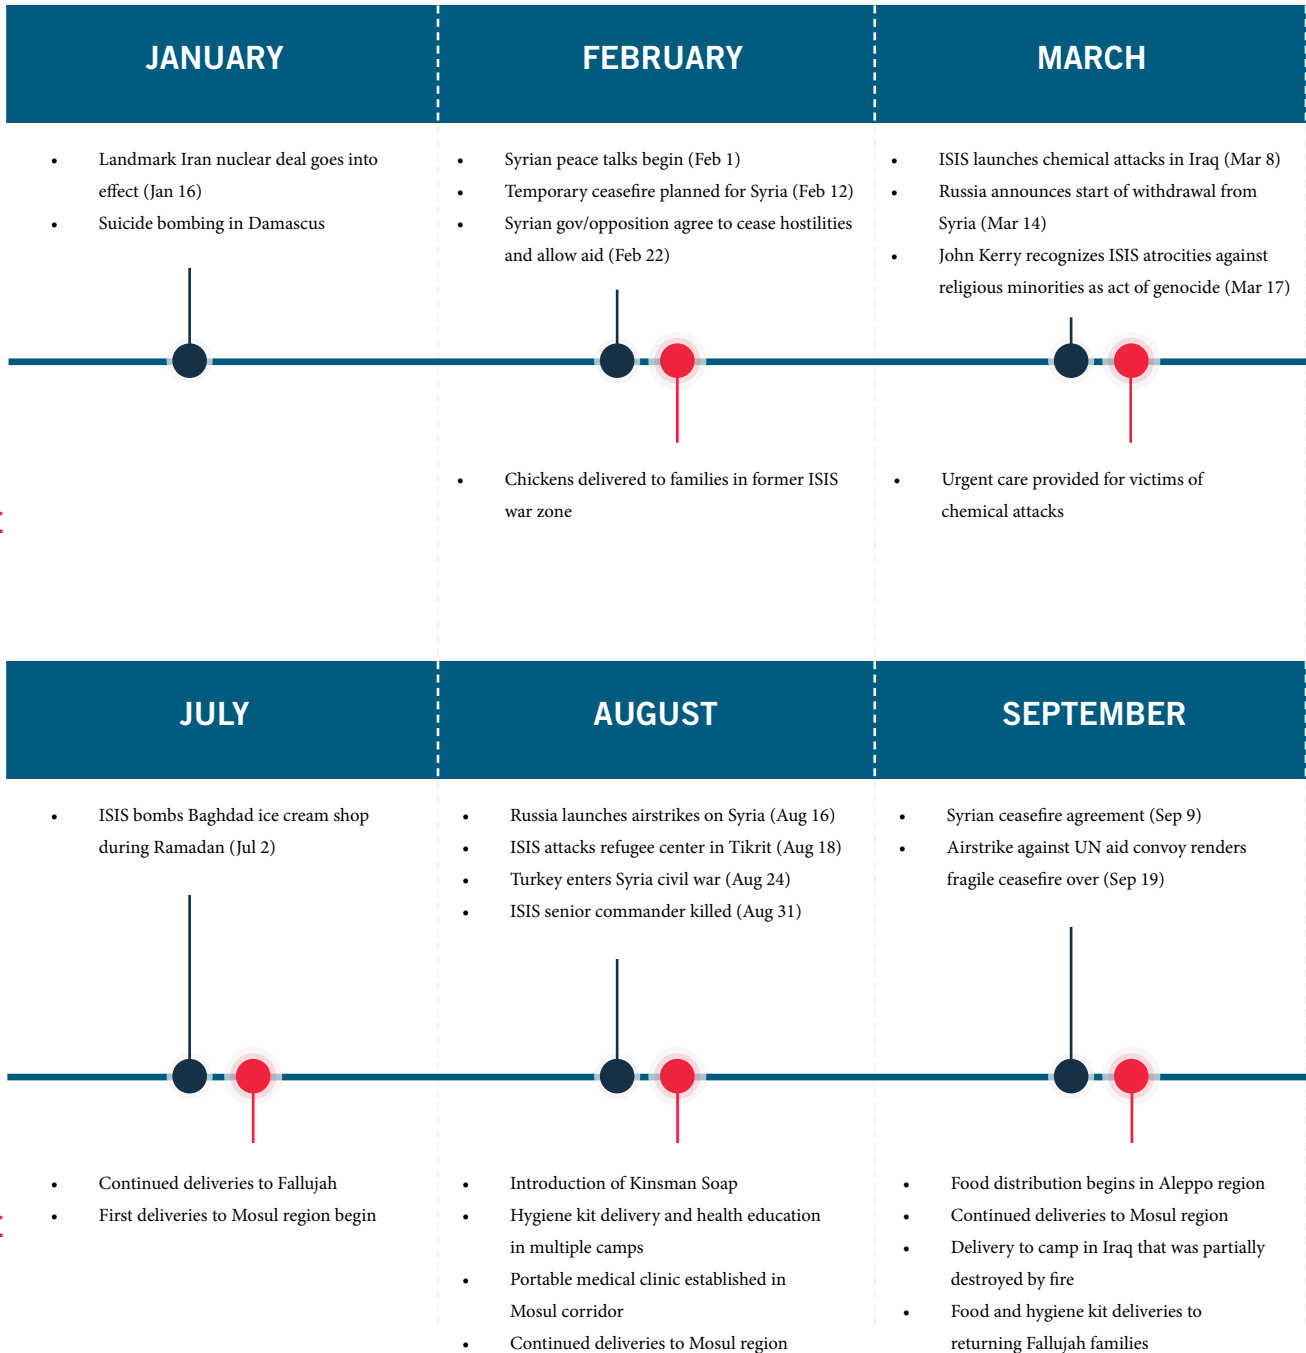 JANUARY
• Landmark Iran nuclear deal goes into
effect (Jan 16)
• Suicide bombing in Damascus
FEBRUARY
• Syrian peace talks begin (Feb 1)
• Temporary ceasefire planned for Syria (Feb 12)
• Syrian gov/opposition agree to cease hostilities
and allow aid (Feb 22)
• Chickens delivered to families in former ISIS
war zone
MARCH
• ISIS launches chemical attacks in Iraq (Mar 8)
• Russia announces start of withdrawal from
Syria (Mar 14)
• John Kerry recognizes ISIS atrocities against
religious minorities as act of genocide (Mar 17)
• Urgent care provided for victims of
chemical attacks
JULY
• ISIS bombs Baghdad ice cream shop
during Ramadan (Jul 2)
• Continued deliveries to Fallujah
• First deliveries to Mosul region begin
AUGUST
• Russia launches airstrikes on Syria (Aug 16)
• ISIS attacks refugee center in Tikrit (Aug 18)
• Turkey enters Syria civil war (Aug 24)
• ISIS senior commander killed (Aug 31)
• Introduction of Kinsman Soap
• Hygiene kit delivery and health education
in multiple camps
• Portable medical clinic established in
Mosul corridor
• Continued deliveries to Mosul region
SEPTEMBER
• Syrian ceasefire agreement (Sep 9)
• Airstrike against UN aid convoy renders
fragile ceasefire over (Sep 19)
• Food distribution begins in Aleppo region
• Continued deliveries to Mosul region
• Delivery to camp in Iraq that was partially
destroyed by fire
• Food and hygiene kit deliveries to
returning Fallujah families